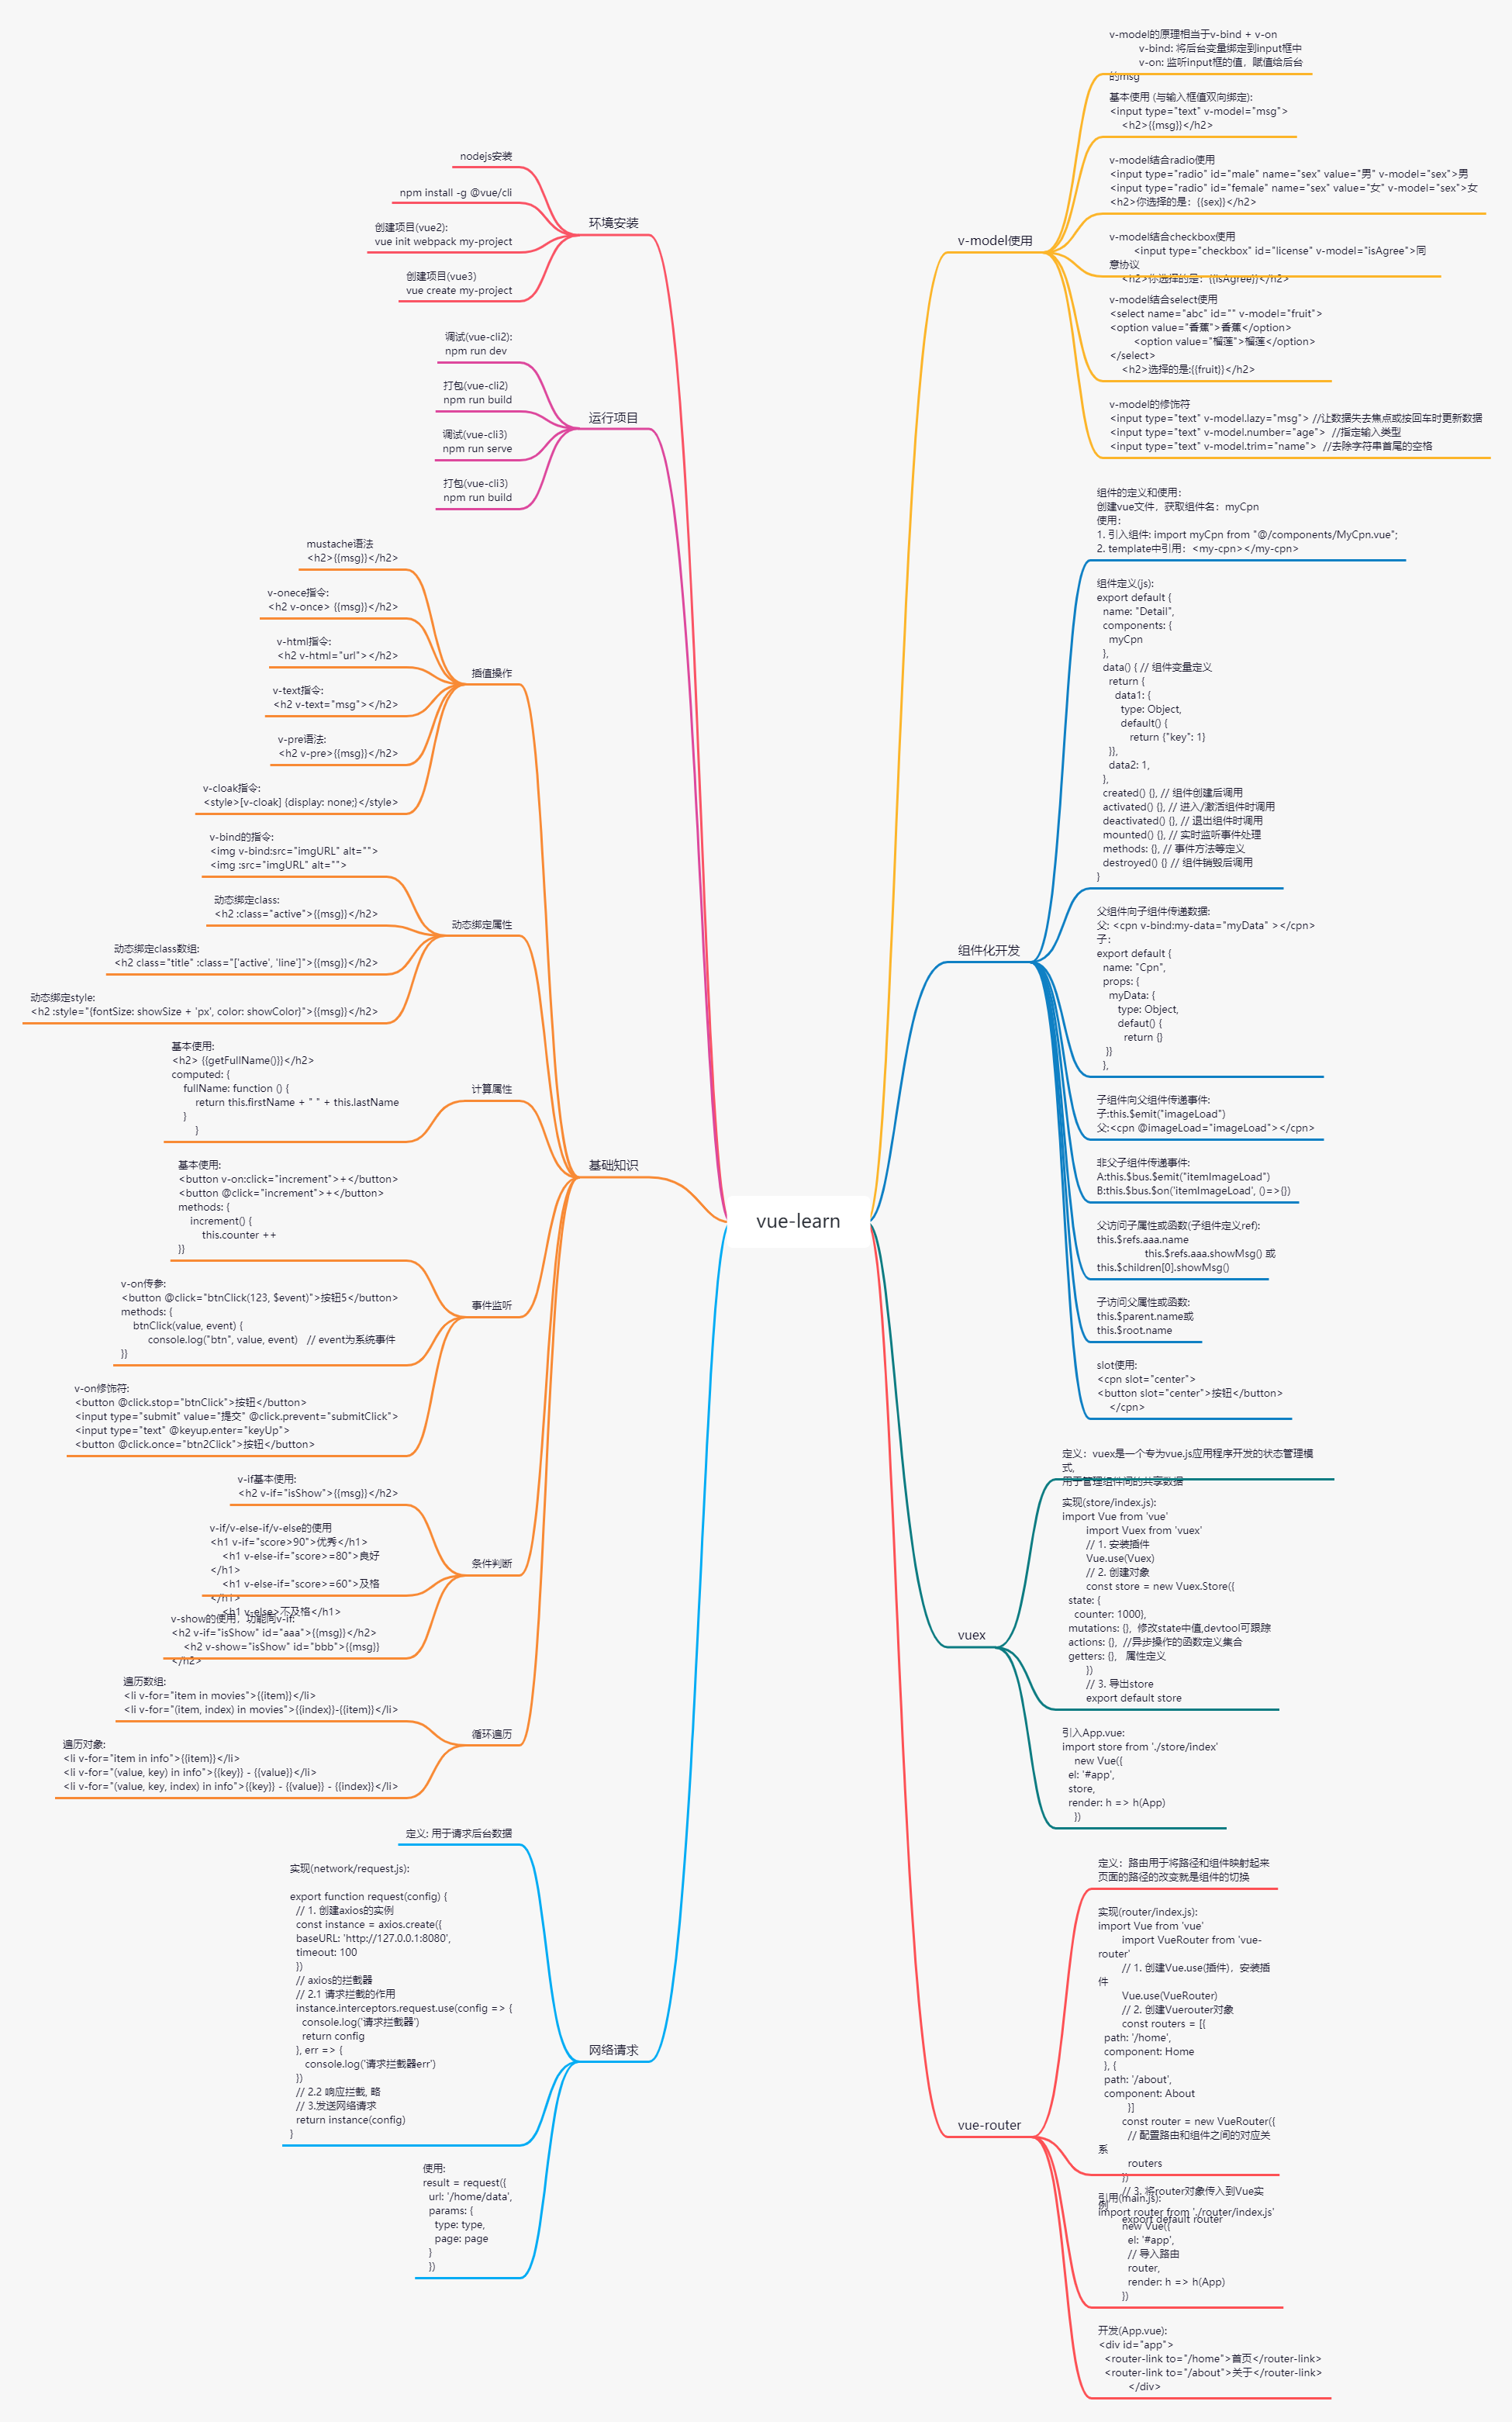 vue-learn
环境安装
nodejs安装
npm install -g @vue/cli
创建项目(vue2):
vue init webpack my-project
创建项目(vue3)
vue create my-project
运行项目
调试(vue-cli2):
npm run dev
打包(vue-cli2)
npm run build
调试(vue-cli3)
npm run serve
打包(vue-cli3)
npm run build
基础知识
插值操作
mustache语法
<h2>{{msg}}</h2>
v-onece指令:
<h2 v-once> {{msg}}</h2>
v-html指令:
<h2 v-html="url"></h2>
v-text指令:
<h2 v-text="msg"></h2>
v-pre语法:
<h2 v-pre>{{msg}}</h2>
v-cloak指令:
<style>[v-cloak] {display: none;}</style>
动态绑定属性
v-bind的指令:
<img v-bind:src="imgURL" alt="">
<img :src="imgURL" alt="">
动态绑定class:
<h2 :class="active">{{msg}}</h2>
动态绑定class数组:
<h2 class="title" :class="['active', 'line']">{{msg}}</h2>
动态绑定style:
<h2 :style="{fontSize: showSize + 'px', color: showColor}">{{msg}}</h2>
计算属性
基本使用:
<h2> {{getFullName()}}</h2>
computed: {
fullName: function () {
return this.firstName + " " + this.lastName
}
}
事件监听
基本使用:
<button v-on:click="increment">+</button>
<button @click="increment">+</button>
methods: {
increment() {
this.counter ++
}}
v-on传参:
<button @click="btnClick(123, $event)">按钮5</button>
methods: {
btnClick(value, event) {
console.log("btn", value, event)   // event为系统事件
}}
v-on修饰符:
<button @click.stop="btnClick">按钮</button>
<input type="submit" value="提交" @click.prevent="submitClick">
<input type="text" @keyup.enter="keyUp">
<button @click.once="btn2Click">按钮</button>
条件判断
v-if基本使用:
<h2 v-if="isShow">{{msg}}</h2>
v-if/v-else-if/v-else的使用
<h1 v-if="score>90">优秀</h1>
<h1 v-else-if="score>=80">良好
</h1>
<h1 v-else-if="score>=60">及格
</h1>
<h1 v-else>不及格</h1>
v-show的使用，功能同v-if:
<h2 v-if="isShow" id="aaa">{{msg}}</h2>
<h2 v-show="isShow" id="bbb">{{msg}}
</h2>
循环遍历
遍历数组:
<li v-for="item in movies">{{item}}</li>
<li v-for="(item, index) in movies">{{index}}-{{item}}</li>
遍历对象:
<li v-for="item in info">{{item}}</li>
<li v-for="(value, key) in info">{{key}} - {{value}}</li>
<li v-for="(value, key, index) in info">{{key}} - {{value}} - {{index}}</li>
网络请求
定义: 用于请求后台数据
实现(network/request.js):
export function request(config) {
// 1. 创建axios的实例
const instance = axios.create({
baseURL: 'http://127.0.0.1:8080',
timeout: 100
})
// axios的拦截器
// 2.1 请求拦截的作用
instance.interceptors.request.use(config => {
console.log('请求拦截器')
return config
}, err => {
console.log('请求拦截器err')
})
// 2.2 响应拦截, 略
// 3.发送网络请求
return instance(config)
}
使用:
result = request({
url: '/home/data',
params: {
type: type,
page: page
}
})
v-model使用
v-model的原理相当于v-bind + v-on
v-bind: 将后台变量绑定到input框中
v-on: 监听input框的值，赋值给后台
的msg
基本使用 (与输入框值双向绑定):
<input type="text" v-model="msg">
<h2>{{msg}}</h2>
v-model结合radio使用
<input type="radio" id="male" name="sex" value="男" v-model="sex">男
<input type="radio" id="female" name="sex" value="女" v-model="sex">女
<h2>你选择的是：{{sex}}</h2>
v-model结合checkbox使用
<input type="checkbox" id="license" v-model="isAgree">同
意协议
<h2>你选择的是：{{isAgree}}</h2>
v-model结合select使用
<select name="abc" id="" v-model="fruit">
<option value="香蕉">香蕉</option>
<option value="榴莲">榴莲</option>
</select>
<h2>选择的是:{{fruit}}</h2>
v-model的修饰符
<input type="text" v-model.lazy="msg"> //让数据失去焦点或按回车时更新数据
<input type="text" v-model.number="age">  //指定输入类型
<input type="text" v-model.trim="name">  //去除字符串首尾的空格
组件化开发
组件的定义和使用：
创建vue文件，获取组件名：myCpn
使用：
1. 引入组件: import myCpn from "@/components/MyCpn.vue";
2. template中引用：<my-cpn></my-cpn>
组件定义(js):
export default {
name: "Detail",
components: {
myCpn
},
data() { // 组件变量定义
return {
data1: {
type: Object,
default() {
return {"key": 1}
}},
data2: 1,
},
created() {}, // 组件创建后调用
activated() {}, // 进入/激活组件时调用
deactivated() {}, // 退出组件时调用
mounted() {}, // 实时监听事件处理
methods: {}, // 事件方法等定义
destroyed() {} // 组件销毁后调用
}
父组件向子组件传递数据:
父: <cpn v-bind:my-data="myData" ></cpn>
子：
export default {
name: "Cpn",
props: {
myData: {
type: Object,
defaut() {
return {}
}}
},
子组件向父组件传递事件:
子:this.$emit("imageLoad")
父:<cpn @imageLoad="imageLoad"></cpn>
非父子组件传递事件:
A:this.$bus.$emit("itemImageLoad")
B:this.$bus.$on('itemImageLoad', ()=>{})
父访问子属性或函数(子组件定义ref):
this.$refs.aaa.name
this.$refs.aaa.showMsg() 或
this.$children[0].showMsg()
子访问父属性或函数:
this.$parent.name或
this.$root.name
slot使用:
<cpn slot="center">
<button slot="center">按钮</button>
</cpn>
vuex
定义：vuex是一个专为vue.js应用程序开发的状态管理模
式,
用于管理组件间的共享数据
实现(store/index.js):
import Vue from 'vue'
import Vuex from 'vuex'
// 1. 安装插件
Vue.use(Vuex)
// 2. 创建对象
const store = new Vuex.Store({
state: {
counter: 1000},
mutations: {},  修改state中值,devtool可跟踪
actions: {},  //异步操作的函数定义集合
getters: {},   属性定义
})
// 3. 导出store
export default store
引入App.vue:
import store from './store/index'
new Vue({
el: '#app',
store,
render: h => h(App)
})
vue-router
定义：路由用于将路径和组件映射起来
页面的路径的改变就是组件的切换
实现(router/index.js):
import Vue from 'vue'
import VueRouter from 'vue-
router'
// 1. 创建Vue.use(插件)，安装插
件
Vue.use(VueRouter)
// 2. 创建Vuerouter对象
const routers = [{
path: '/home',
component: Home
}, {
path: '/about',
component: About
}]
const router = new VueRouter({
// 配置路由和组件之间的对应关
系
routers
})
// 3. 将router对象传入到Vue实
例
export default router
引用(main.js):
import router from './router/index.js'
new Vue({
el: '#app',
// 导入路由
router,
render: h => h(App)
})
开发(App.vue):
<div id="app">
<router-link to="/home">首页</router-link>
<router-link to="/about">关于</router-link>
</div>